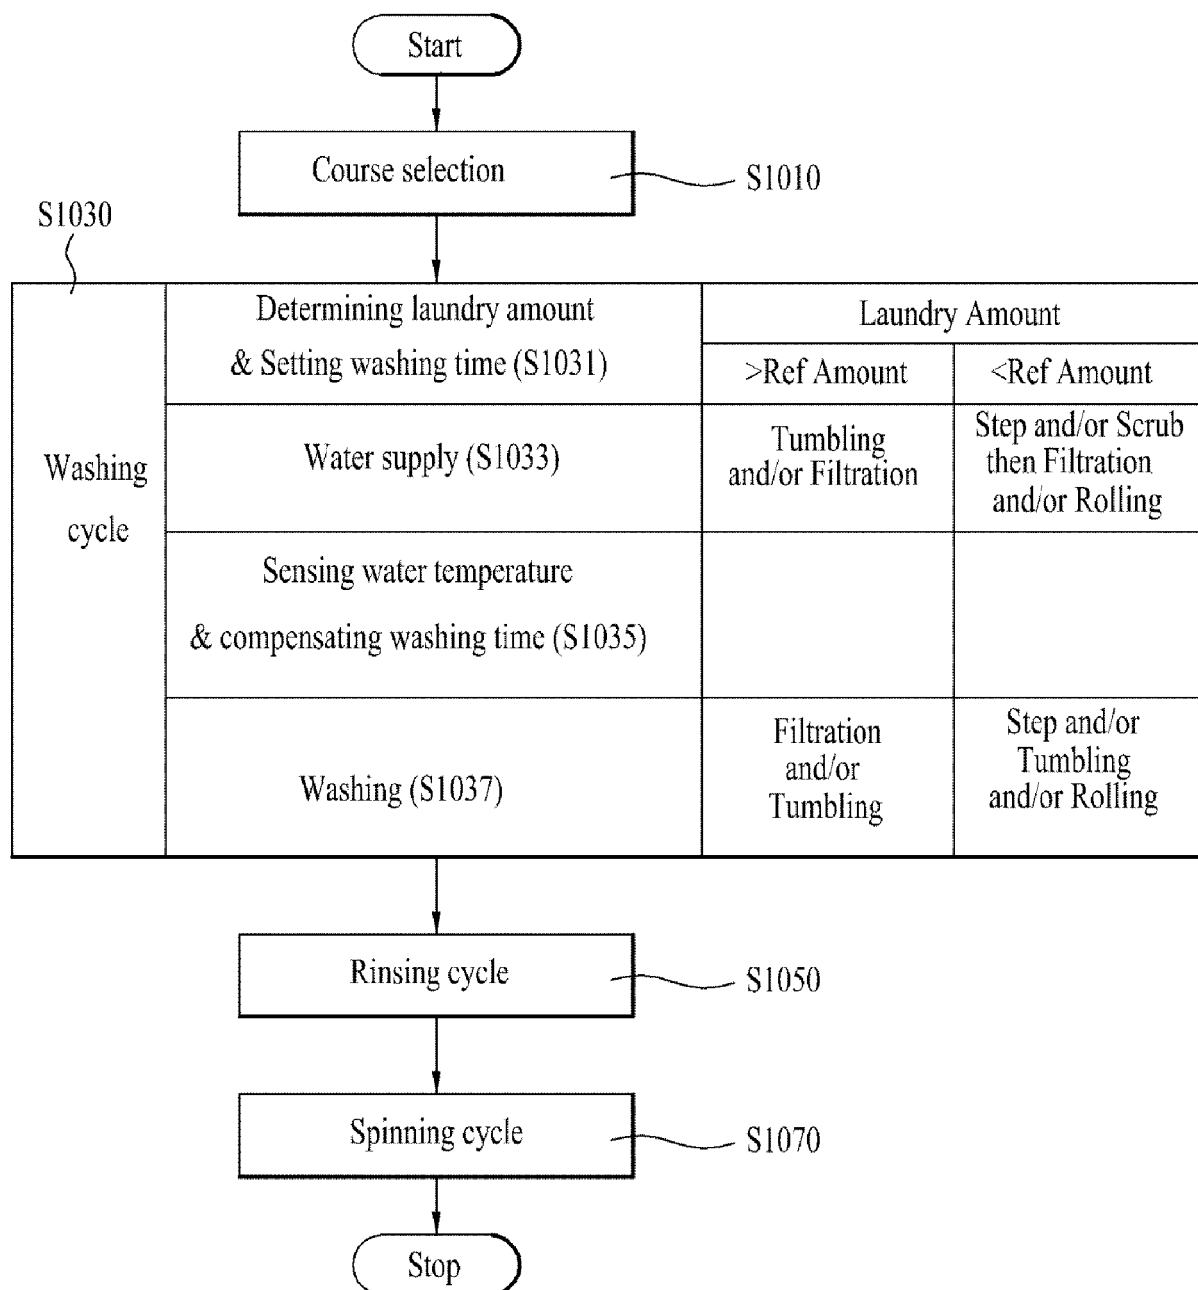 Start
Course selection
S1010
S1030
Washing
cycle
Determining laundry amount
& Setting washing time (S1031)
Laundry Amount
>Ref Amount
<Ref Amount
Water supply (S1033)
Tumbling
and/or Filtration
Step and/or Scrub
then Filtration
and/or Rolling
Sensing water temperature
& compensating washing time (S1035)
Washing (S1037)
Filtration
and/or
Tumbling
Step and/or
Tumbling
and/or Rolling
Rinsing cycle
S1050
Spinning cycle
S1070
Stop